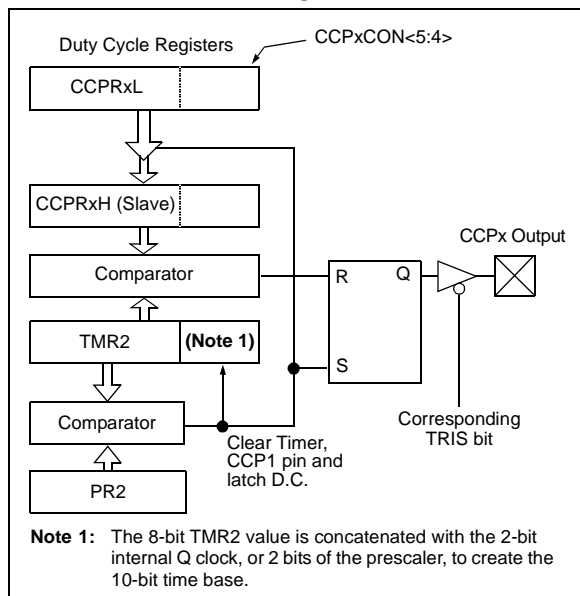 Duty Cycle Registers
CCPxCON<5:4>
CCPRxL
CCPRxH (Slave)
Comparator
TMR2
(Note 1)
Comparator
PR2
R
Q
S
CCPx Output
Corresponding
TRIS bit
Clear Timer,
CCP1 pin and
latch D.C.
Note 1: The 8-bit TMR2 value is concatenated with the 2-bit
internal Q clock, or 2 bits of the prescaler, to create the
10-bit time base.